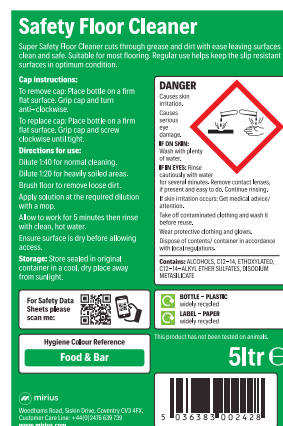 Safety Floor Cleaner
Super Safety Floor Cleaner cuts through grease and dirt with ease leaving surfaces
clean and safe. Suitable for most flooring. Regular use helps keep the slip resistant
surfaces in optimum condition.
Cap instructions:
To remove cap: Place bottle on a firm
flat surface. Grip cap and turn
anti-clockwise.
To replace cap: Place bottle on a firm
flat surface. Grip cap and screw
clockwise until tight.
Directions for use:
Dilute 1:40 for normal cleaning.
Dilute 1:20 for heavily soiled areas.
Brush floor to remove loose dirt.
Apply solution at the required dilution
with a mop.
Allow to work for 5 minutes then rinse
with clean, hot water.
Ensure surface is dry before allowing
access.
Storage: Store sealed in original
container in a cool, dry place away
from sunlight.
DANGER
Causes skin
irritation.
Causes
serious
eye
damage.
IF ON SKIN:
Wash with plenty
of water.
IF IN EYES: Rinse
cautiously with water
for several minutes. Remove contact lenses,
if present and easy to do. Continue rinsing.
If skin irritation occurs: Get medical advice/
attention.
Take off contaminated clothing and wash it
before reuse.
Wear protective clothing and gloves.
Dispose of contents/ container in accordance
with local regulations
Contains: ALCOHOLS, C12-14, ETHOXYLATED,
C12-14-ALKYL ETHER SULFATES, DISODIUM
METASILICATE
For Safety Data
Sheets please
scan me:
BOTTLE - PLASTIC
widely recycled
LABEL - PAPER
widely recycled
Hygiene Colour Reference
Food & Bar
This product has not been tested on animals.
5ltr e
mirius
Woodhams Road, Siskin Drive, Coventry CV3 4FX.
Customer Care Line: +44(0)2476 639 739
www.mirius.com
5 036383 002428